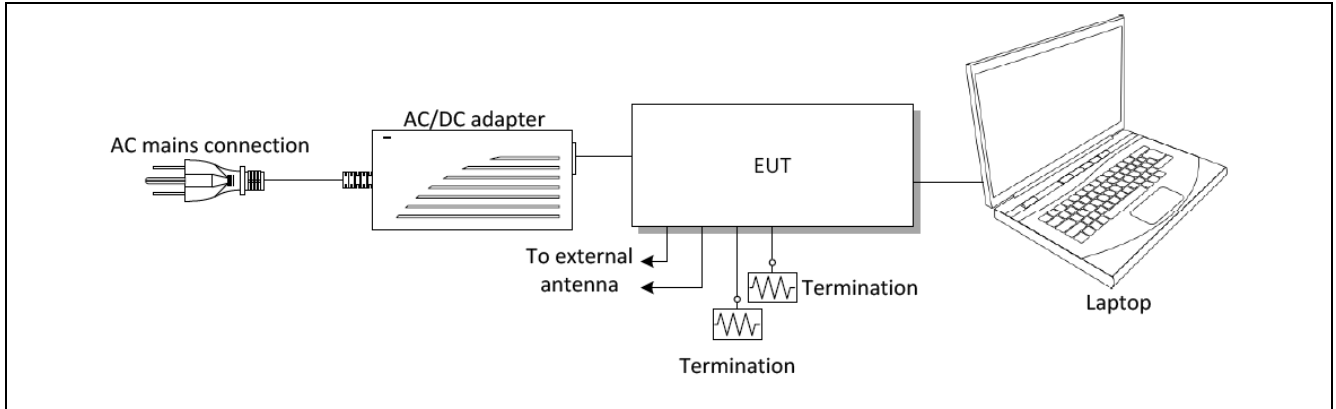 AC mains connection
AC/DC adapter
EUT
To external
antenna
Termination
Termination
Laptop